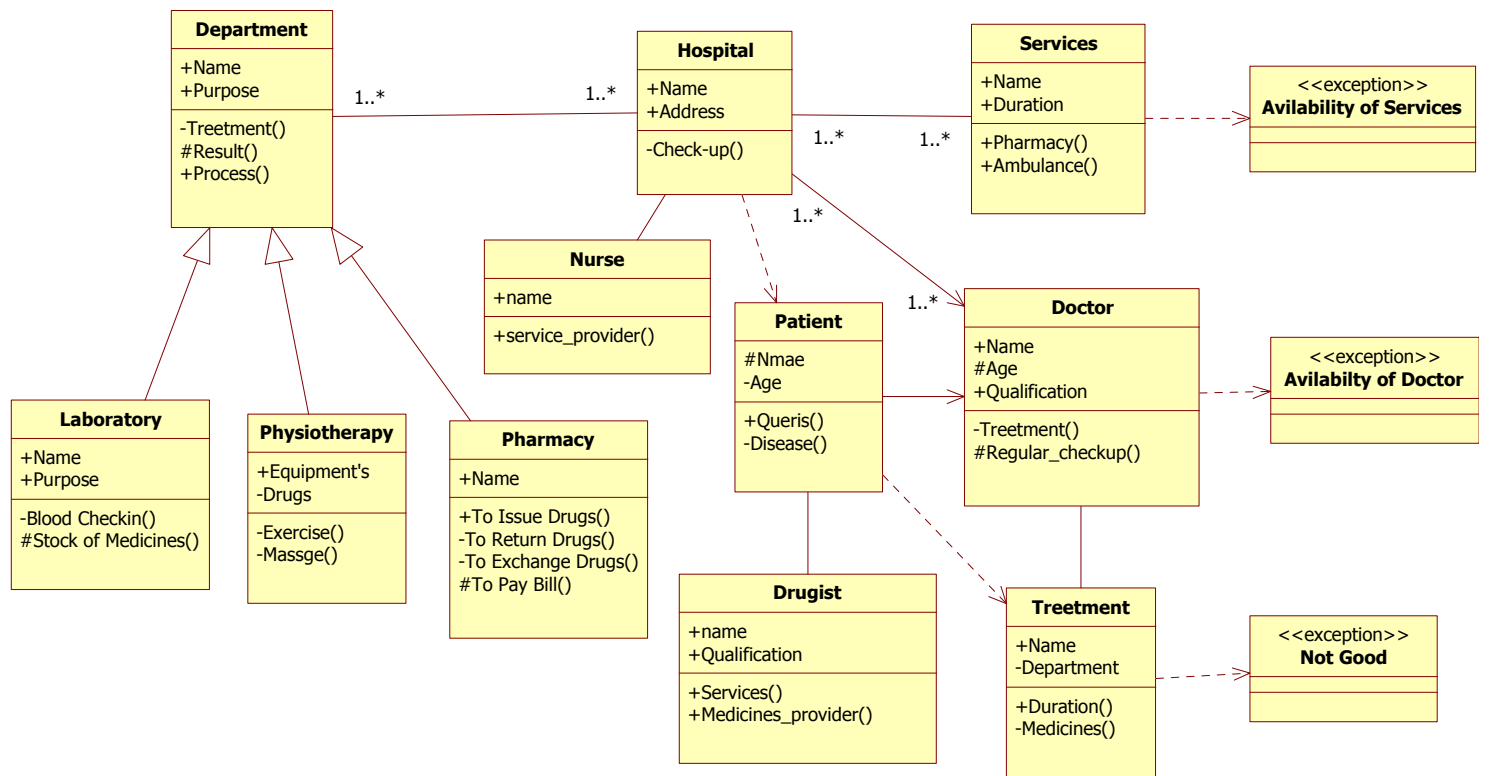 Department
+Name
+Purpose
-Treetment()
#Result()
+Process()
1..*
1..*
Hospital
+Name
+Address
-Check-up()
1..*
1..*
Services
+Name
+Duration
+Pharmacy()
+Ambulance()
<<exception>>
Avilability of Services
1..*
1..*
Nurse
+name
+service_provider()
Patient
#Nmae
-Age
+Queris()
-Disease()
Doctor
+Name
#Age
+Qualification
-Treetment()
#Regular_checkup()
<<exception>>
Avilabilty of Doctor
Laboratory
+Name
+Purpose
-Blood Checkin()
#Stock of Medicines()
Physiotherapy
+Equipment's
-Drugs
-Exercise()
-Massge()
Pharmacy
+Name
+To Issue Drugs()
-To Return Drugs()
-To Exchange Drugs()
#To Pay Bill()
Drugist
+name
+Qualification
+Services()
+Medicines_provider()
Treetment
+Name
-Department
+Duration()
-Medicines()
<<exception>>
Not Good